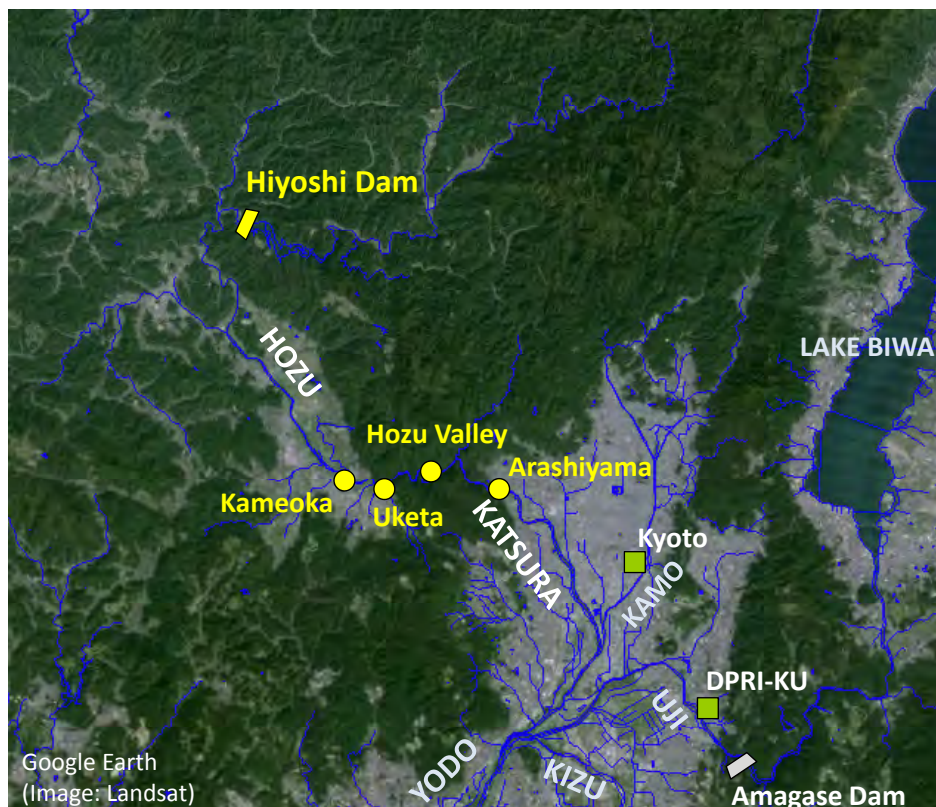 Hiyoshi Dam
HOZU
LAKE BIWA
Hozu Valley
Arashiyama
Kameoka
Uketa
KATSURA
Kyoto
KAMO
DPRI-KU
UJI
YODO
KIZU
Google Earth
(Image: Landsat)
Amagase Dam